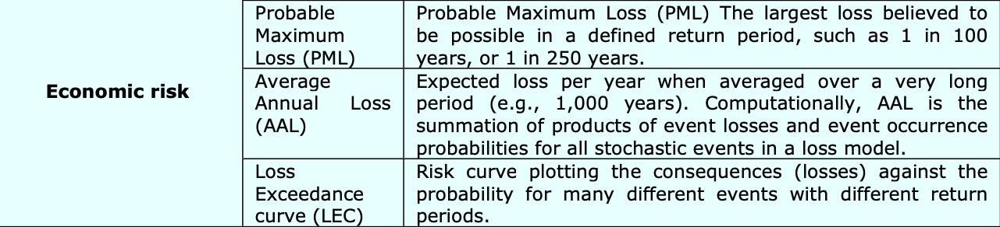 Economic risk
Probable
Maximum
Loss (PML)
Probable Maximum Loss (PML) The largest loss believed to
be possible in a defined return period, such as 1 in 100
years, or 1 in 250 years.
Average
Annual Loss
(AAL)
Expected loss per year when averaged over a very long
period (e.g., 1,000 years). Computationally, AAL is the
summation of products of event losses and event occurrence
probabilities for all stochastic events in a loss model.
Loss
Exceedance
curve (LEC)
Risk curve plotting the consequences (losses) against the
probability for many different events with different return
periods.